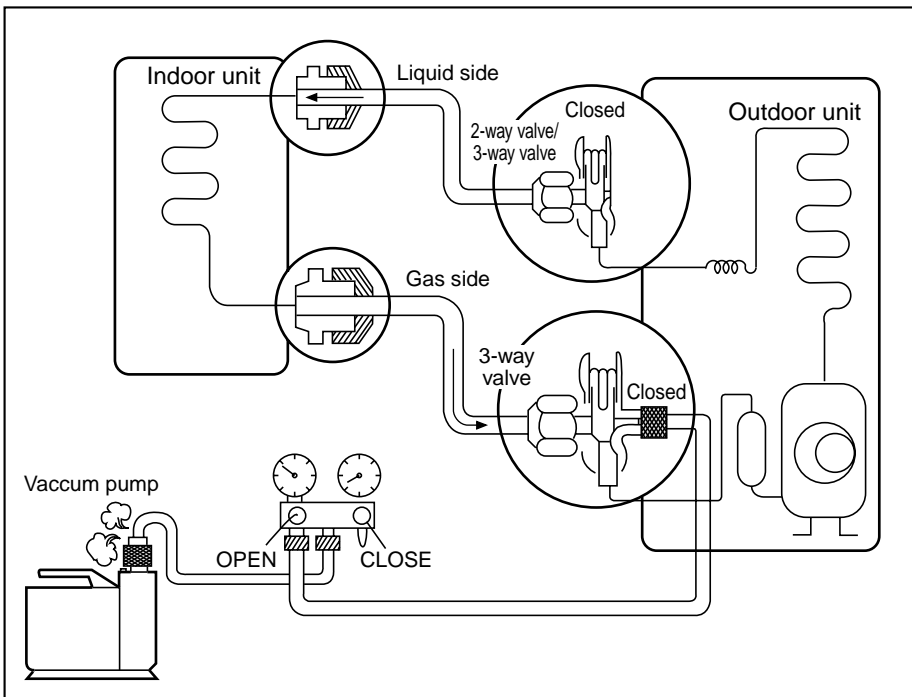 Indoor unit
Liquid side
Closed
2-way valve/
3-way valve
Outdoor unit
Gas side
3-way
valve
Closed
Vaccum pump
OPEN
CLOSE